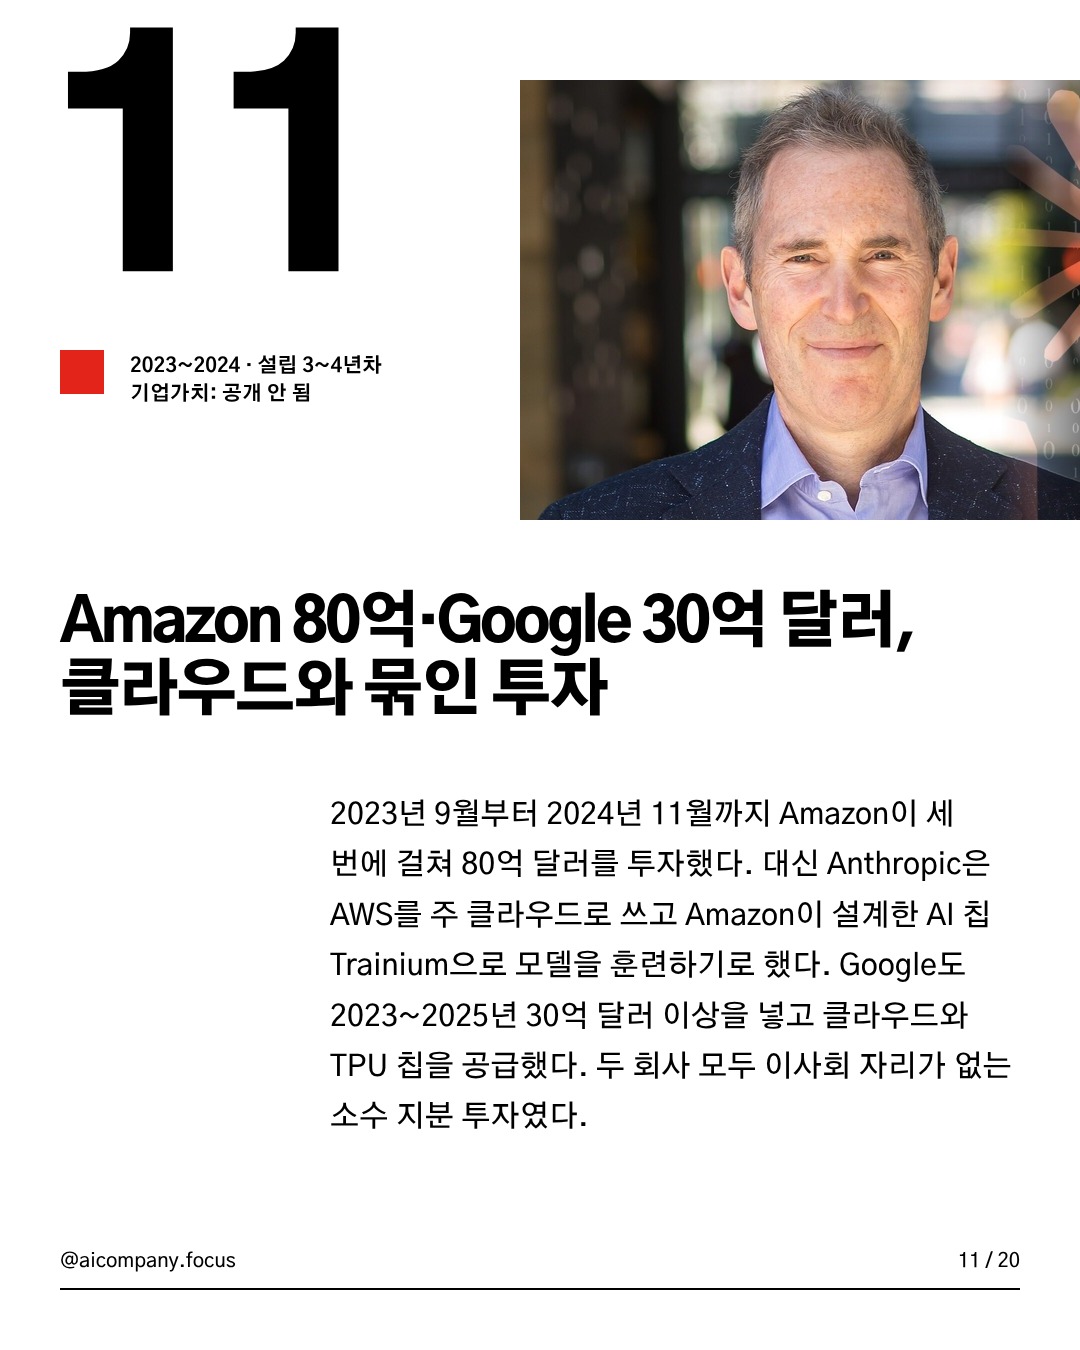 11
2023~2024 · 설립 3~4년차
기업가치: 공개 안 됨
Amazon 80억·Google 30억 달러,
클라우드와 묶인 투자
2023년 9월부터 2024년 11월까지 Amazon이 세
번에 걸쳐 80억 달러를 투자했다. 대신 Anthropic은
AWS를 주 클라우드로 쓰고 Amazon이 설계한 AI 칩
Trainium으로 모델을 훈련하기로 했다. Google도
2023~2025년 30억 달러 이상을 넣고 클라우드와
TPU 칩을 공급했다. 두 회사 모두 이사회 자리가 없는
소수 지분 투자였다.
@aicompany.focus
11 / 20